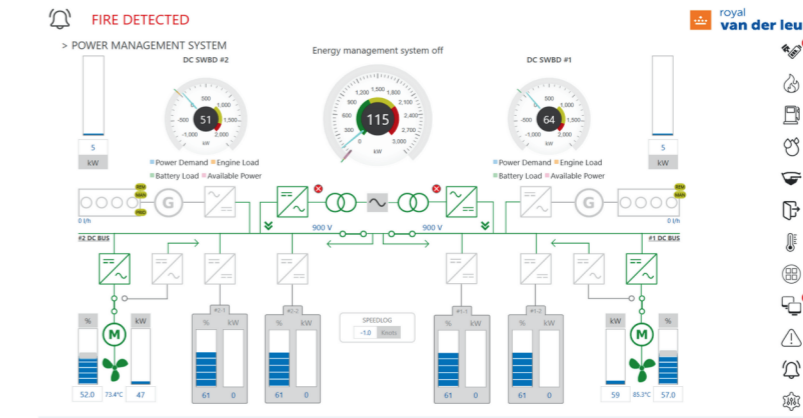 FIRE DETECTED
royal
van der leu
> POWER MANAGEMENT SYSTEM
Energy management system off
DC SWBD #2
DC SWBD #1
-1,000 -500 0 500 1,000 1,500 2,000
51
kW
0 300 600 900 1,200 1,500 1,800 2,100 2,400 2,700 3,000
115
kW
-1,000 -500 0 500 1,000 1,500 2,000
64
kW
5
kW
5
kW
Power Demand Engine Load
Battery Load Available Power
Power Demand Engine Load
Battery Load Available Power
G
G
0 l/h
0 l/h
900 V
900 V
#2 DC BUS
#1 DC BUS
% kW
% kW
% kW
% kW
% kW
% kW
M
M
SPEEDLOG
-1.0 Knots
52.0 73.4°C 47
61 0
61 0
61 0
61 0
59 85.3°C 57.0